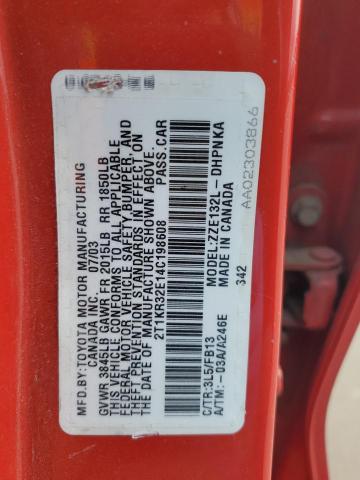 MFD.BY:TOYOTA MOTOR MANUFACTURING
CANADA INC. 07/03
GVWR 3845LB GAWR FR 2015LB RR 1850LB
THIS VEHICLE CONFORMS TO ALL APPLICABLE
FEDERAL MOTOR VEHICLE SAFETY, BUMPER, AND
THEFT PREVENTION STANDARDS IN EFFECT ON
THE DATE OF MANUFACTURE SHOWN ABOVE.
2T1KR32E14C198608 PASS.CAR
MODEL:ZZE132L-DHPNKA
MADE IN CANADA
342
C/TR:3L5/FB13
A/TM:-03A/A246E
AA02303866